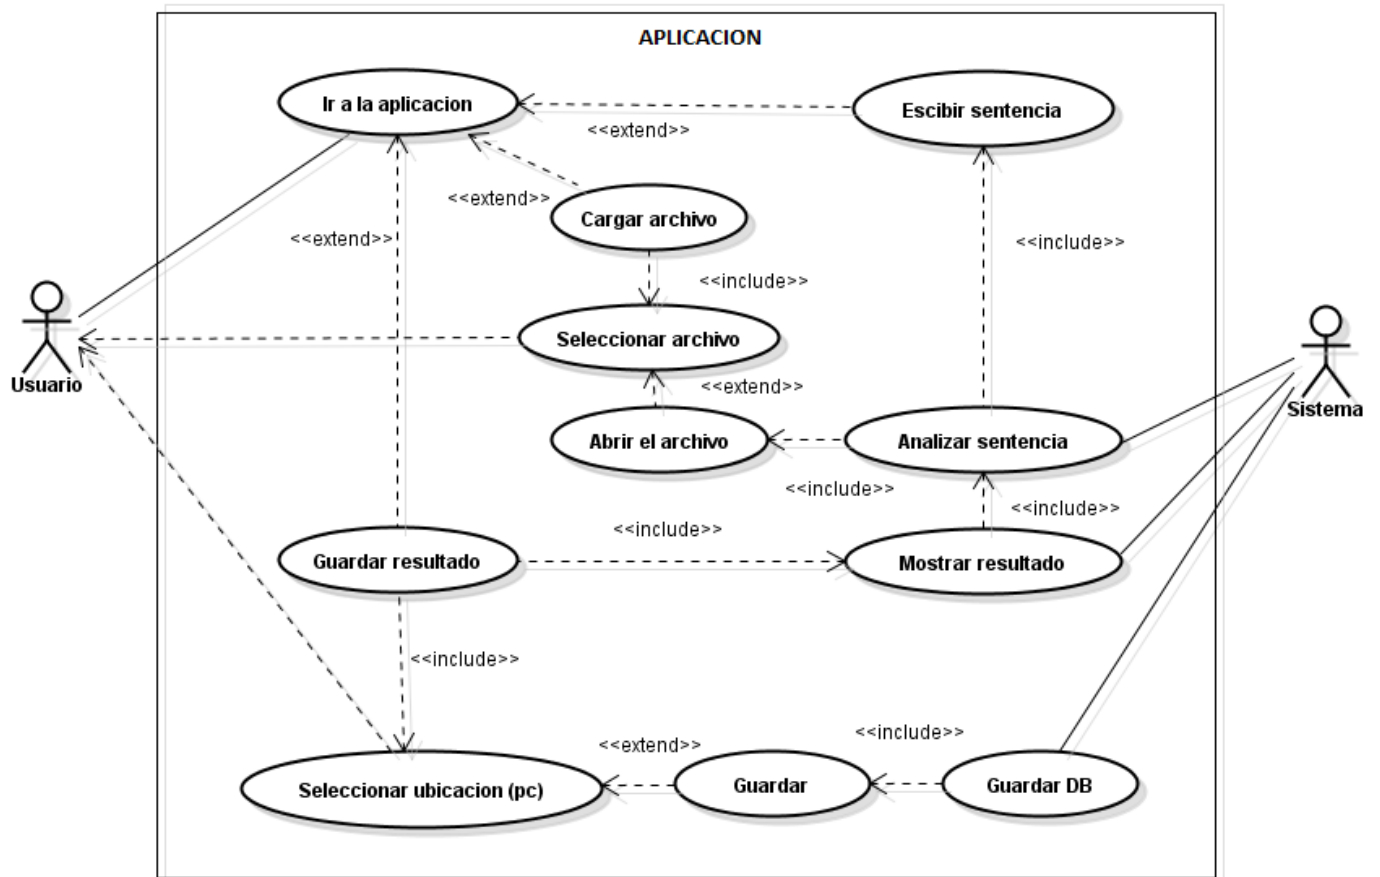 APLICACION
Ir a la aplicacion
Escibir sentencia
<<extend>>
<<extend>>
Cargar archivo
<<extend>>
<<include>>
<<include>>
Seleccionar archivo
Usuario
<<extend>>
Sistema
Abrir el archivo
Analizar sentencia
<<include>>
<<include>>
<<include>>
Guardar resultado
Mostrar resultado
<<include>>
<<extend>>
<<include>>
Seleccionar ubicacion (pc)
Guardar
Guardar DB